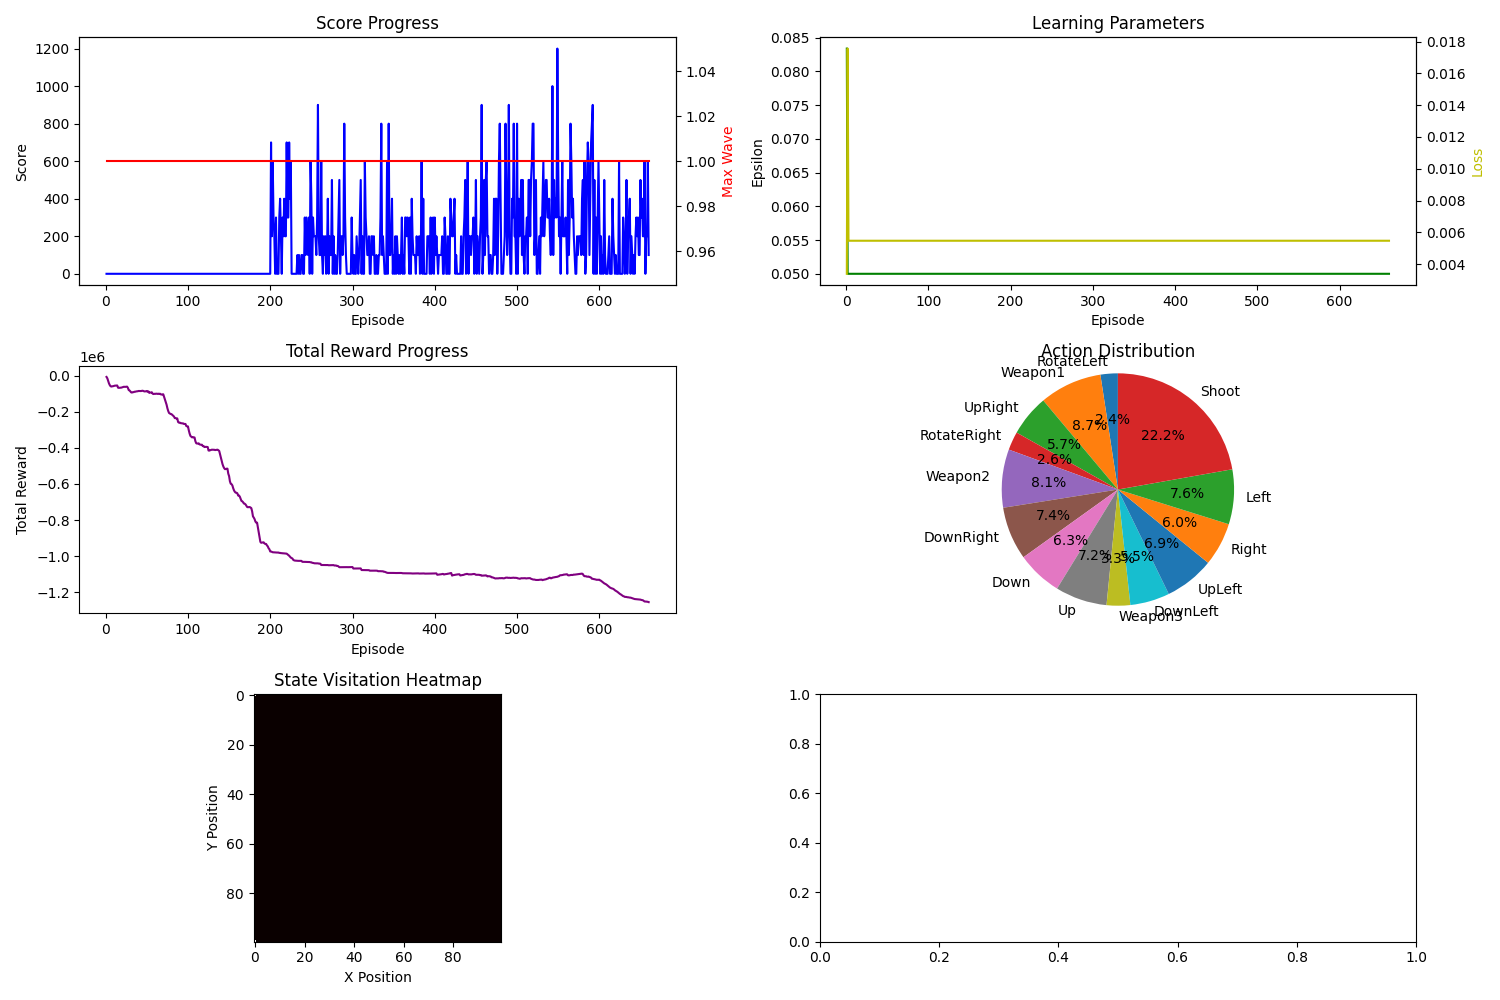 Score Progress
1200
1000
800
600
400
200
0
Score
1.04
1.02
1.00
0.98
0.96
Max Wave
0 100 200 300 400 500 600
Episode
Learning Parameters
0.085
0.080
0.075
0.070
0.065
0.060
0.055
0.050
Epsilon
0.018
0.016
0.014
0.012
0.010
0.008
0.006
0.004
Loss
0 100 200 300 400 500 600
Episode
Total Reward Progress
1e6
0.0
−0.2
−0.4
−0.6
−0.8
−1.0
−1.2
Total Reward
0 100 200 300 400 500 600
Episode
Action Distribution
RotateLeft
2.4%
Weapon1
8.7%
UpRight
5.7%
RotateRight
2.6%
Weapon2
8.1%
DownRight
7.4%
Down
6.3%
Up
7.2%
Weapon3
3.3%
DownLeft
5.5%
UpLeft
6.9%
Right
6.0%
Left
7.6%
Shoot
22.2%
State Visitation Heatmap
0
20
40
60
80
Y Position
0 20 40 60 80
X Position
1.0
0.8
0.6
0.4
0.2
0.0
0.0 0.2 0.4 0.6 0.8 1.0